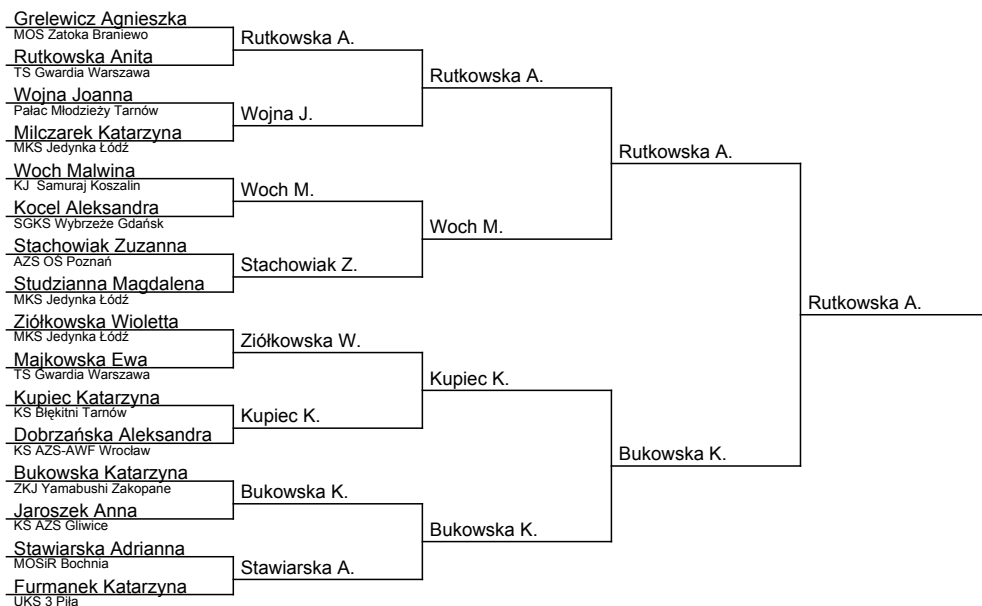 Grelewicz Agnieszka
MOS Zatoka Braniewo
Rutkowska Anita
TS Gwardia Warszawa
Wojna Joanna
Pałac Młodzieży Tarnów
Milczarek Katarzyna
MKS Jedynka Łódź
Woch Malwina
KJ Samuraj Koszalin
Kocel Aleksandra
SGKS Wybrzeże Gdańsk
Stachowiak Zuzanna
AZS OŚ Poznań
Studzianna Magdalena
MKS Jedynka Łódź
Ziółkowska Wioletta
MKS Jedynka Łódź
Majkowska Ewa
TS Gwardia Warszawa
Kupiec Katarzyna
KS Błękitni Tarnów
Dobrzańska Aleksandra
KS AZS-AWF Wrocław
Bukowska Katarzyna
ZKJ Yamabushi Zakopane
Jaroszek Anna
KŚ AZS Gliwice
Stawiarska Adrianna
MOSiR Bochnia
Furmanek Katarzyna
UKS 3 Piła
Rutkowska A.
Wojna J.
Woch M.
Stachowiak Z.
Ziółkowska W.
Kupiec K.
Bukowska K.
Stawiarska A.
Rutkowska A.
Woch M.
Kupiec K.
Bukowska K.
Rutkowska A.
Bukowska K.
Rutkowska A.